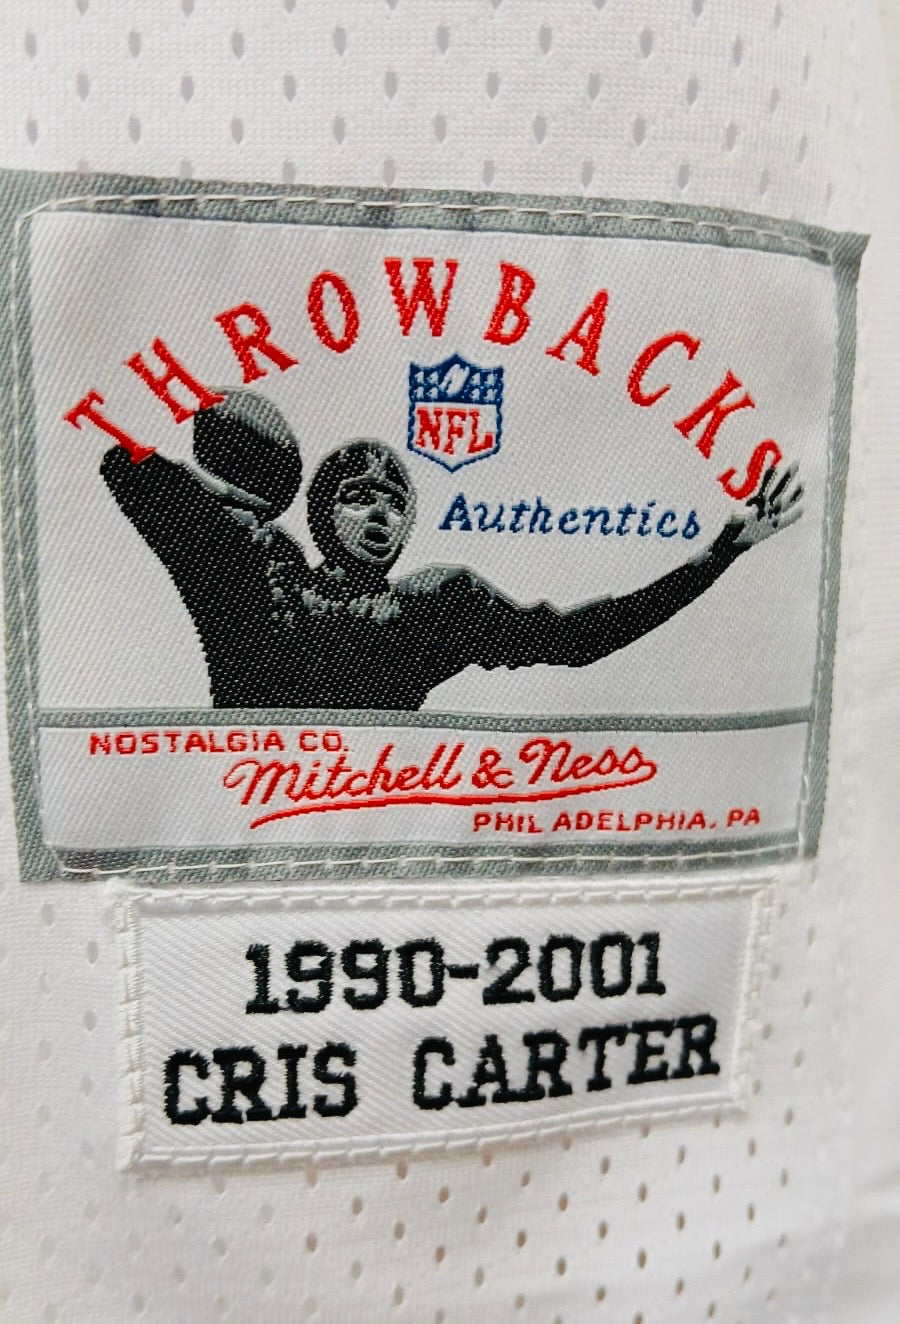 THROWBACKS
NFL
Authentics
NOSTALGIA CO.
Mitchell & Ness
PHILADELPHIA, PA
1990-2001
CRIS CARTER